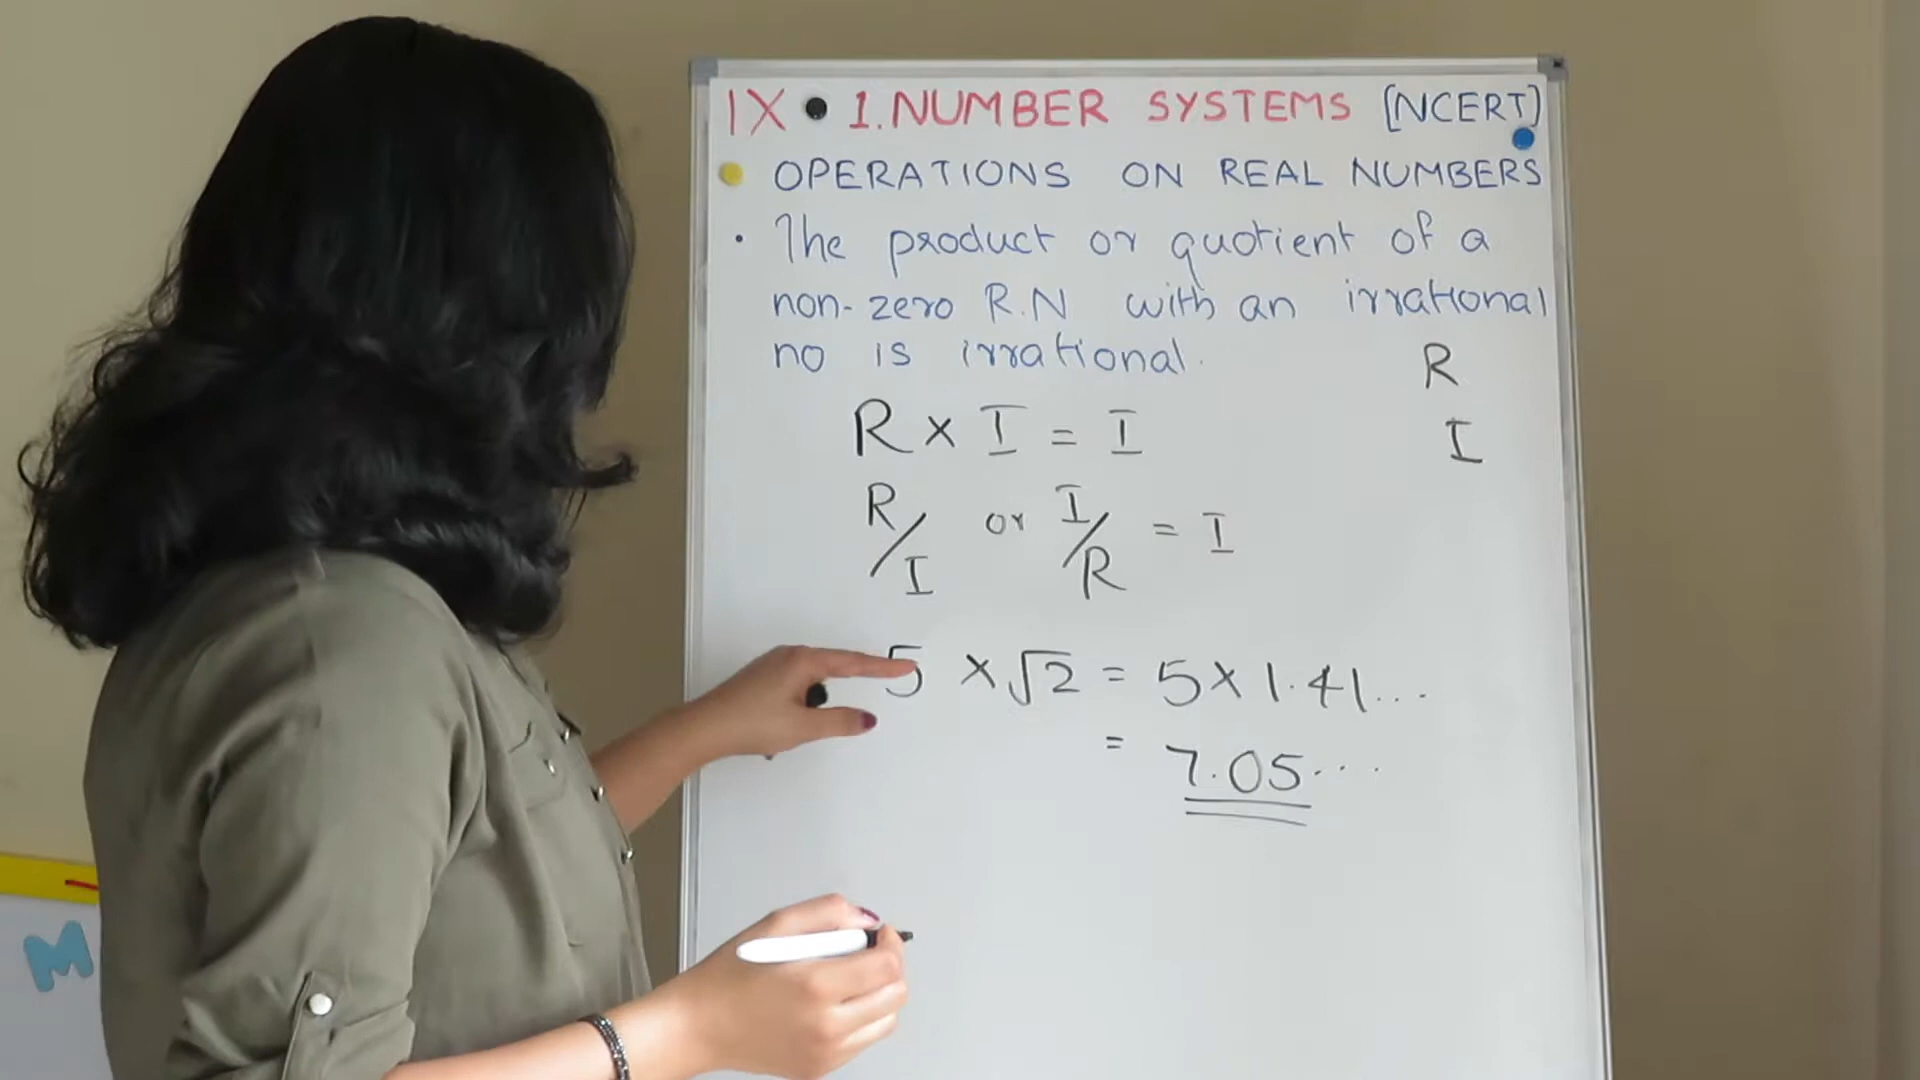 IX • 1. NUMBER SYSTEMS [NCERT]
OPERATIONS ON REAL NUMBERS
• The product or quotient of a
non-zero R.N with an irrational
no is irrational.
R
I
R × I = I
R/I or I/R = I
5 × √2 = 5 × 1.41...
= 7.05...
M